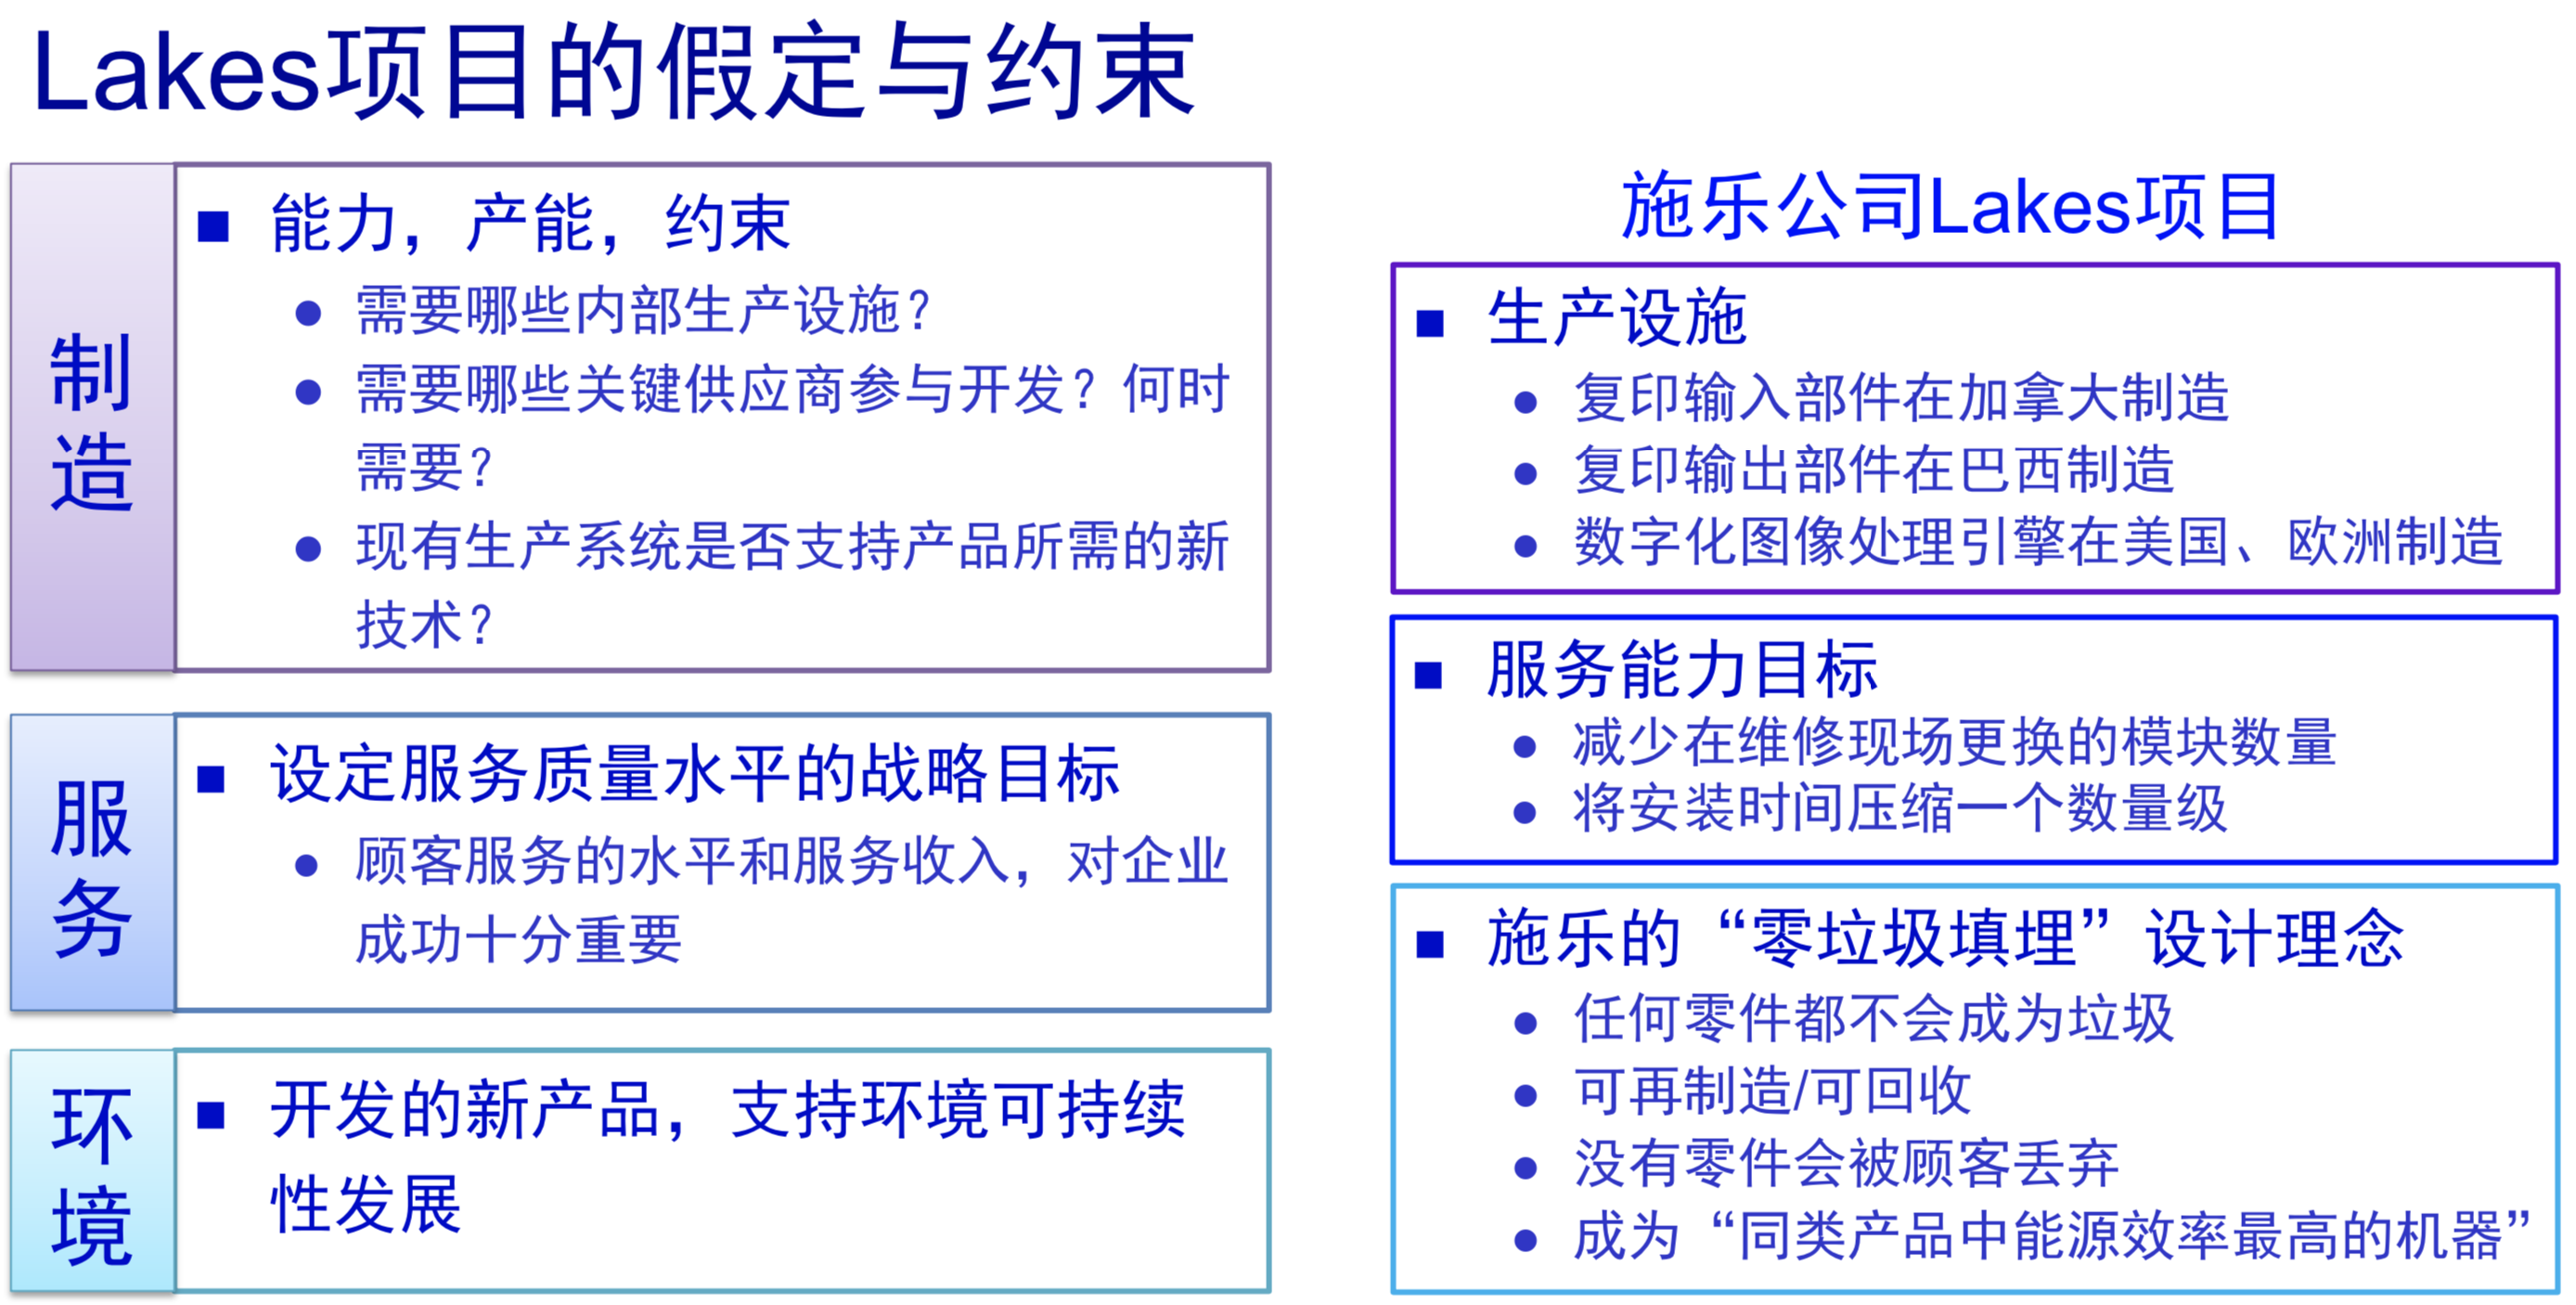 Lakes项目的假定与约束
制造
能力，产能，约束
需要哪些内部生产设施？
需要哪些关键供应商参与开发？何时
需要？
现有生产系统是否支持产品所需的新
技术？
服务
设定服务质量水平的战略目标
顾客服务的水平和服务收入，对企业
成功十分重要
环境
开发的新产品，支持环境可持续
性发展
施乐公司Lakes项目
生产设施
复印输入部件在加拿大制造
复印输出部件在巴西制造
数字化图像处理引擎在美国、欧洲制造
服务能力目标
减少在维修现场更换的模块数量
将安装时间压缩一个数量级
施乐的“零垃圾填埋”设计理念
任何零件都不会成为垃圾
可再制造/可回收
没有零件会被顾客丢弃
成为“同类产品中能源效率最高的机器”